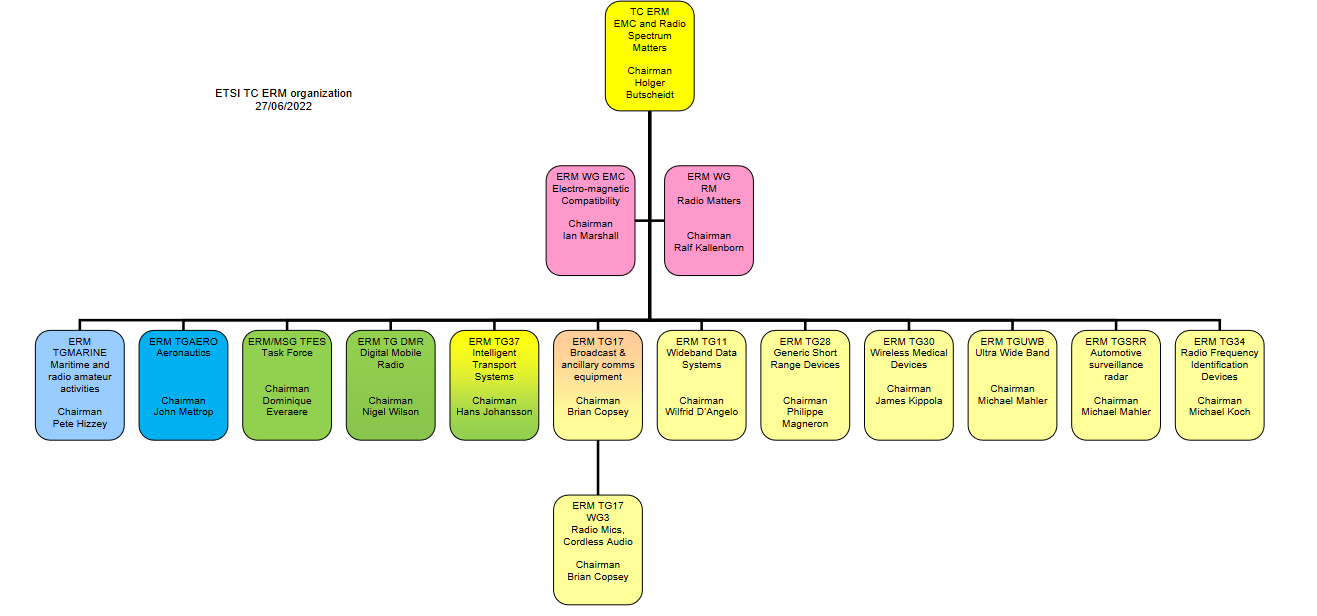 TC ERM
EMC and Radio
Spectrum
Matters
Chairman
Holger
Butscheidt
ETSI TC ERM organization
27/06/2022
ERM WG EMC
Electro-magnetic
Compatibility
Chairman
Ian Marshall
ERM WG
RM
Radio Matters
Chairman
Ralf Kallenborn
ERM
TGMARINE
Maritime and
radio amateur
activities
Chairman
Pete Hizzey
ERM TGAERO
Aeronautics
Chairman
John Mettrop
ERM/MSG TFES
Task Force
Chairman
Dominique
Everaere
ERM TG DMR
Digital Mobile
Radio
Chairman
Nigel Wilson
ERM TG37
Intelligent
Transport
Systems
Chairman
Hans Johansson
ERM TG17
Broadcast &
ancillary comms
equipment
Chairman
Brian Copsey
ERM TG11
Wideband Data
Systems
Chairman
Wilfrid D'Angelo
ERM TG28
Generic Short
Range Devices
Chairman
Philippe
Magneron
ERM TG30
Wireless Medical
Devices
Chairman
James Kippola
ERM TGUWB
Ultra Wide Band
Chairman
Michael Mahler
ERM TGSRR
Automotive
surveillance
radar
Chairman
Michael Mahler
ERM TG34
Radio Frequency
Identification
Devices
Chairman
Michael Koch
ERM TG17
WG3
Radio Mics,
Cordless Audio
Chairman
Brian Copsey